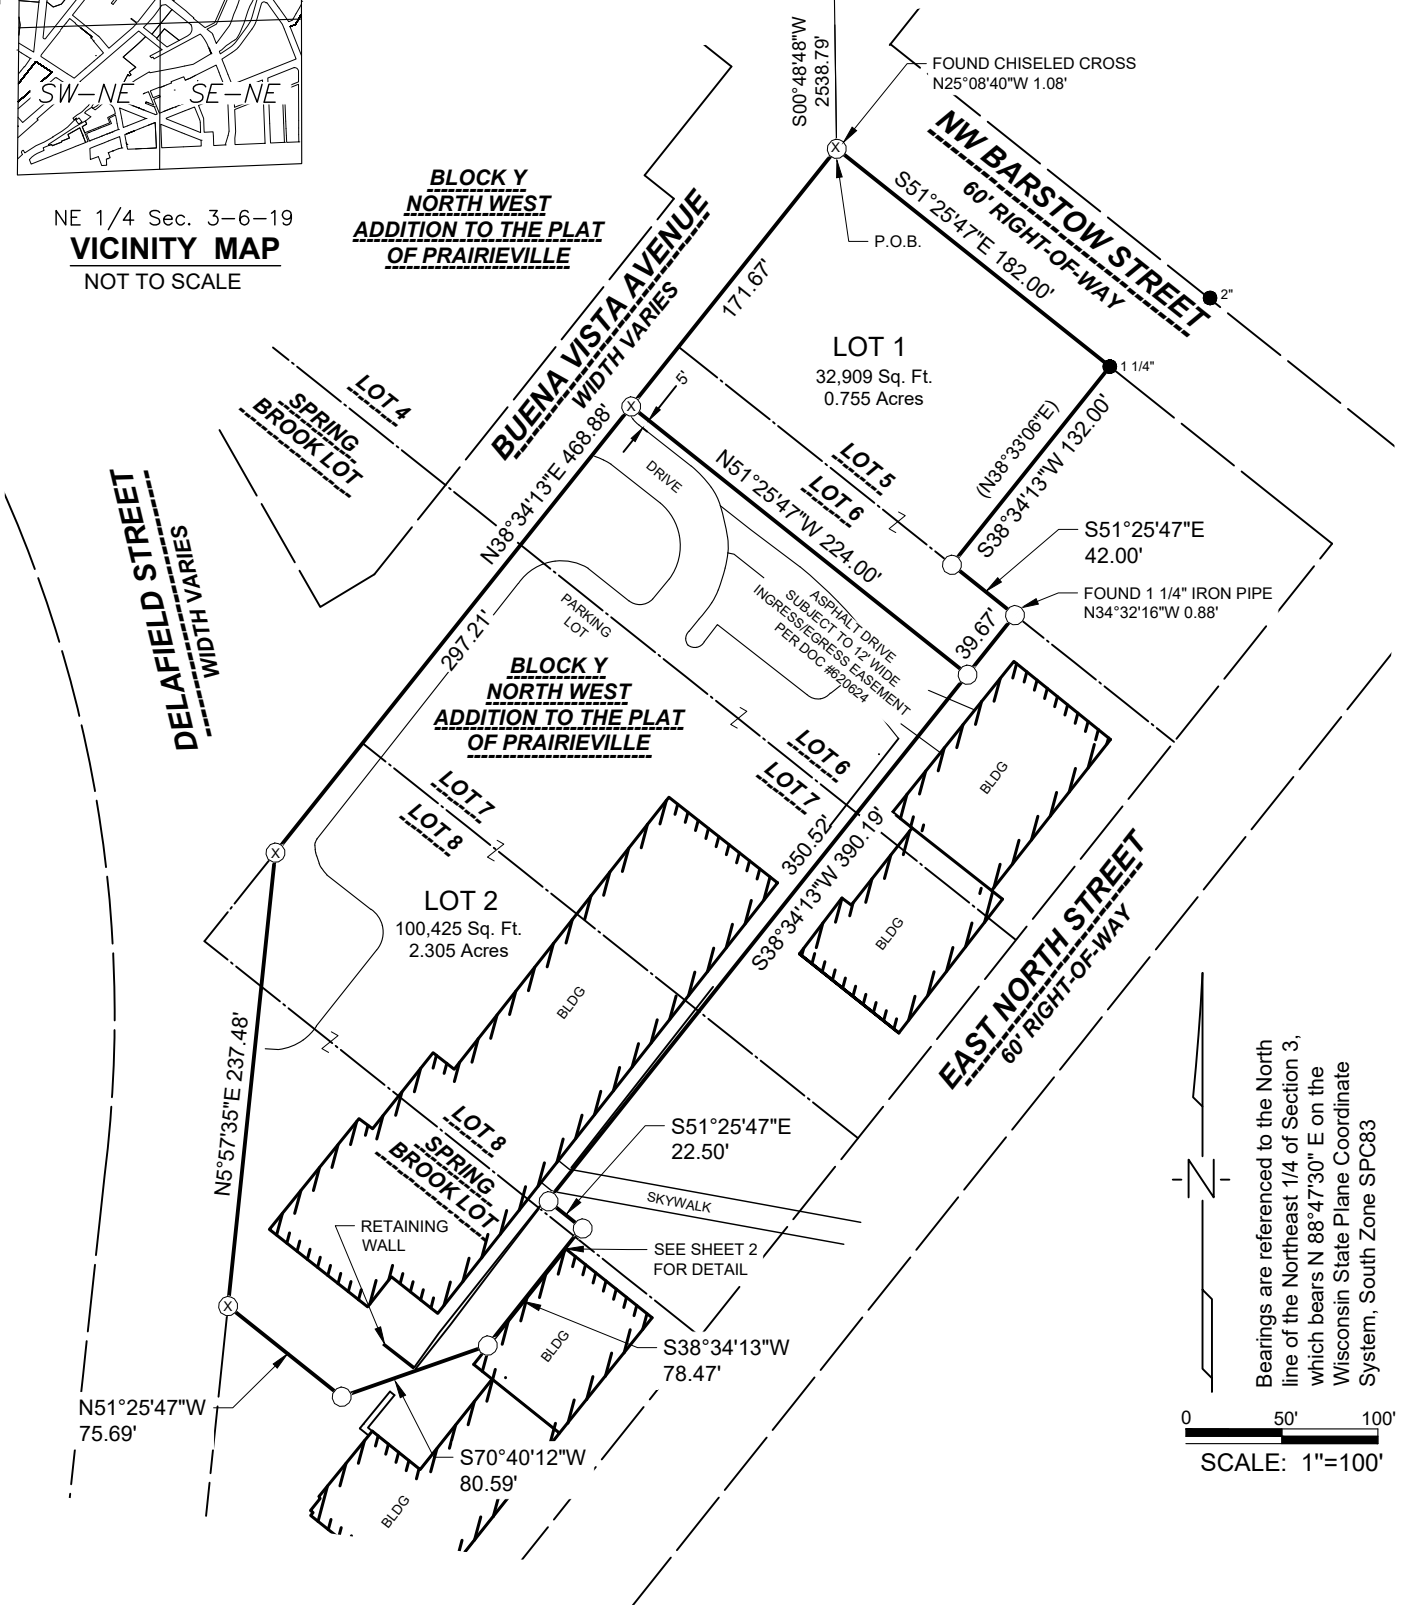 SW-NE
SE-NE
NE 1/4 Sec. 3-6-19
VICINITY MAP
NOT TO SCALE
S00°48'48"W
2538.79'
FOUND CHISELED CROSS
N25°08'40"W 1.08'
NW BARSTOW STREET
60' RIGHT-OF-WAY
2"
1 1/4"
P.O.B.
S51°25'47"E 182.00'
BLOCK Y
NORTH WEST
ADDITION TO THE PLAT
OF PRAIRIEVILLE
BUENA VISTA AVENUE
WIDTH VARIES
171.67'
LOT 1
32,909 Sq. Ft.
0.755 Acres
5'
LOT 4
SPRING
BROOK LOT
N38°34'13"E 468.88'
(N38°33'06"E)
S38°34'13"W 132.00'
LOT 5
LOT 6
S51°25'47"E
42.00'
FOUND 1 1/4" IRON PIPE
N34°32'16"W 0.88'
39.67'
DRIVE
N51°25'47"W 224.00'
DELAFIELD STREET
WIDTH VARIES
297.21'
PARKING
LOT
ASPHALT DRIVE
SUBJECT TO 12' WIDE
INGRESS/EGRESS EASEMENT
PER DOC #620624
BLOCK Y
NORTH WEST
ADDITION TO THE PLAT
OF PRAIRIEVILLE
LOT 6
LOT 7
LOT 7
LOT 8
BLDG
BLDG
350.52'
S38°34'13"W 390.19'
LOT 2
100,425 Sq. Ft.
2.305 Acres
BLDG
EAST NORTH STREET
60' RIGHT-OF-WAY
N5°57'35"E 237.48'
LOT 8
SPRING
BROOK LOT
S51°25'47"E
22.50'
SKYWALK
RETAINING
WALL
SEE SHEET 2
FOR DETAIL
BLDG
S38°34'13"W
78.47'
N51°25'47"W
75.69'
S70°40'12"W
80.59'
BLDG
N
Bearings are referenced to the North
line of the Northeast 1/4 of Section 3,
which bears N 88°47'30" E on the
Wisconsin State Plane Coordinate
System, South Zone SPC83
0 50' 100'
SCALE: 1"=100'